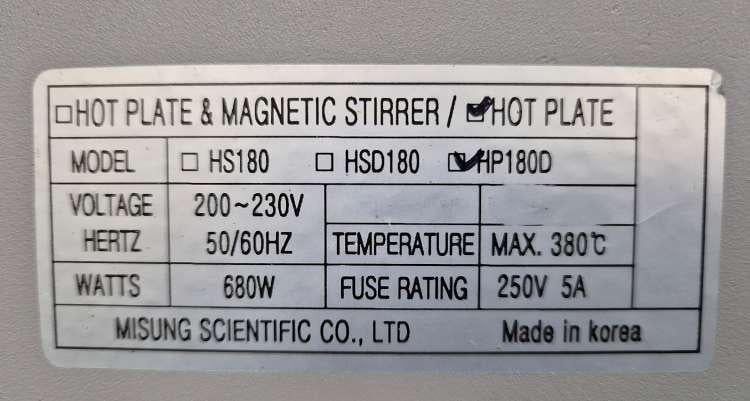 ☐HOT PLATE & MAGNETIC STIRRER / ☑HOT PLATE
MODEL ☐ HS180 ☐ HSD180 ☑HP180D
VOLTAGE 200~230V
HERTZ 50/60HZ TEMPERATURE MAX. 380℃
WATTS 680W FUSE RATING 250V 5A
MISUNG SCIENTIFIC CO., LTD Made in korea